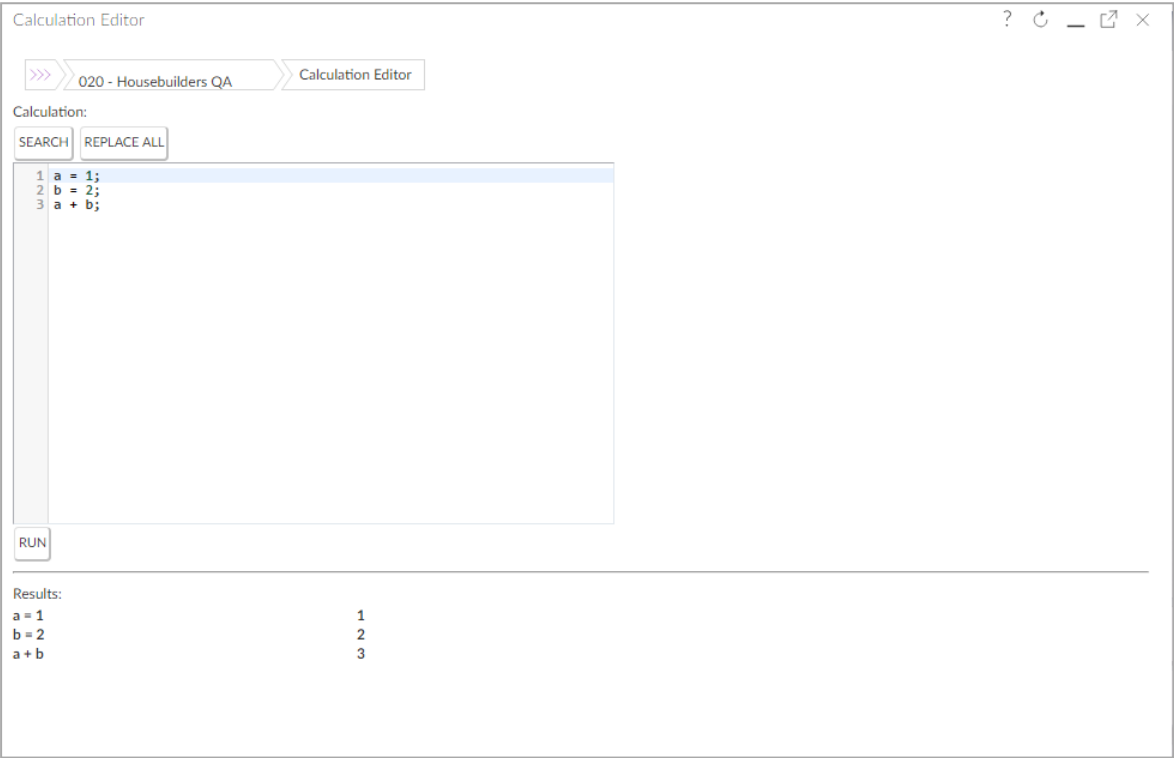 Calculation Editor ?
>>> 020 - Housebuilders QA Calculation Editor
Calculation:
SEARCH REPLACE ALL
1 a = 1;
2 b = 2;
3 a + b;
RUN
Results:
a = 1 1
b = 2 2
a + b 3